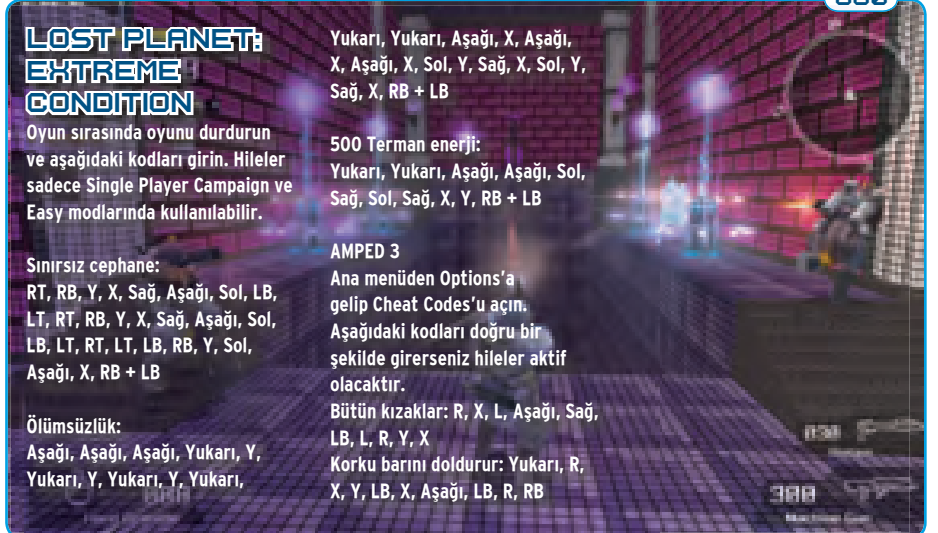 LOST PLANET:
EXTREME
CONDITION
Oyun sırasında oyunu durdurun
ve aşağıdaki kodları girin. Hileler
sadece Single Player Campaign ve
Easy modlarında kullanılabilir.
Sınırsız cephane:
RT, RB, Y, X, Sağ, Aşağı, Sol, LB,
LT, RT, RB, Y, X, Sağ, Aşağı, Sol,
LB, LT, RT, LT, LB, RB, Y, Sol,
Aşağı, X, RB + LB
Ölümsüzlük:
Aşağı, Aşağı, Aşağı, Yukarı, Y,
Yukarı, Y, Yukarı, Y, Yukarı,
Yukarı, Yukarı, Aşağı, X, Aşağı,
X, Aşağı, X, Sol, Y, Sağ, X, Sol, Y,
Sağ, X, RB + LB
500 Terman enerji:
Yukarı, Yukarı, Aşağı, Aşağı, Sol,
Sağ, Sol, Sağ, X, Y, RB + LB
AMPED 3
Ana menüden Options'a
gelip Cheat Codes'u açın.
Aşağıdaki kodları doğru bir
şekilde girerseniz hileler aktif
olacaktır.
Bütün kızaklar: R, X, L, Aşağı, Sağ,
LB, L, R, Y, X
Korku barını doldurur: Yukarı, R,
X, Y, LB, X, Aşağı, LB, R, RB
300
Machine Gun